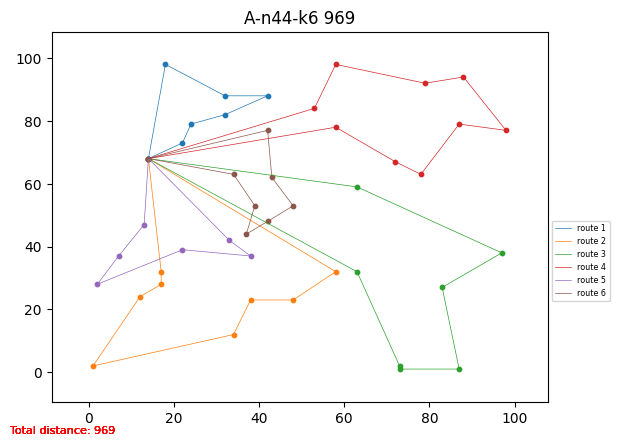 A-n44-k6 969
100
80
60
40
20
0
0 20 40 60 80 100
route 1
route 2
route 3
route 4
route 5
route 6
Total distance: 969